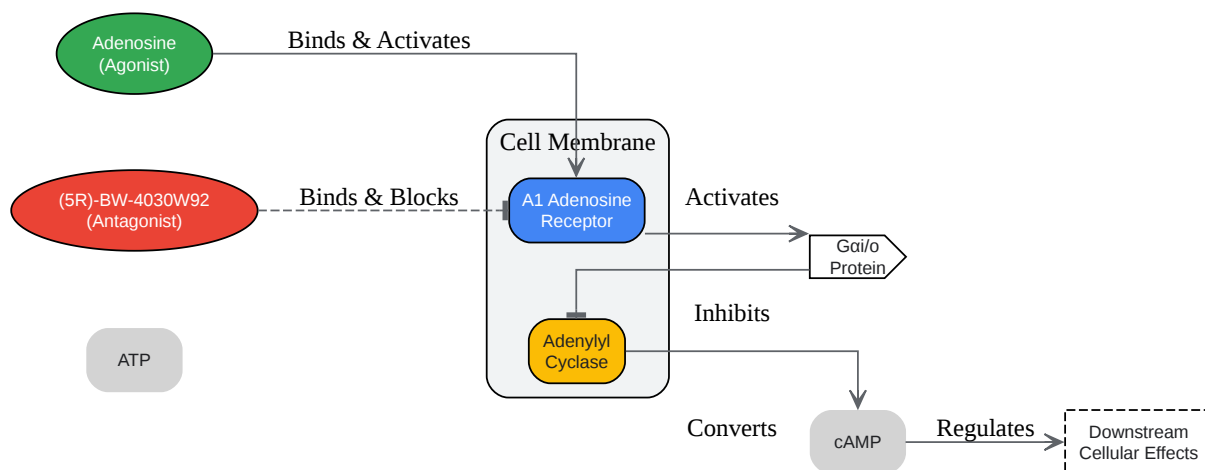 Adenosine
(Agonist)
Binds & Activates
Cell Membrane
(5R)-BW-4030W92
(Antagonist)
Binds & Blocks
A1 Adenosine
Receptor
Activates
Gαi/o
Protein
Inhibits
ATP
Adenylyl
Cyclase
Converts
cAMP
Regulates
Downstream
Cellular Effects